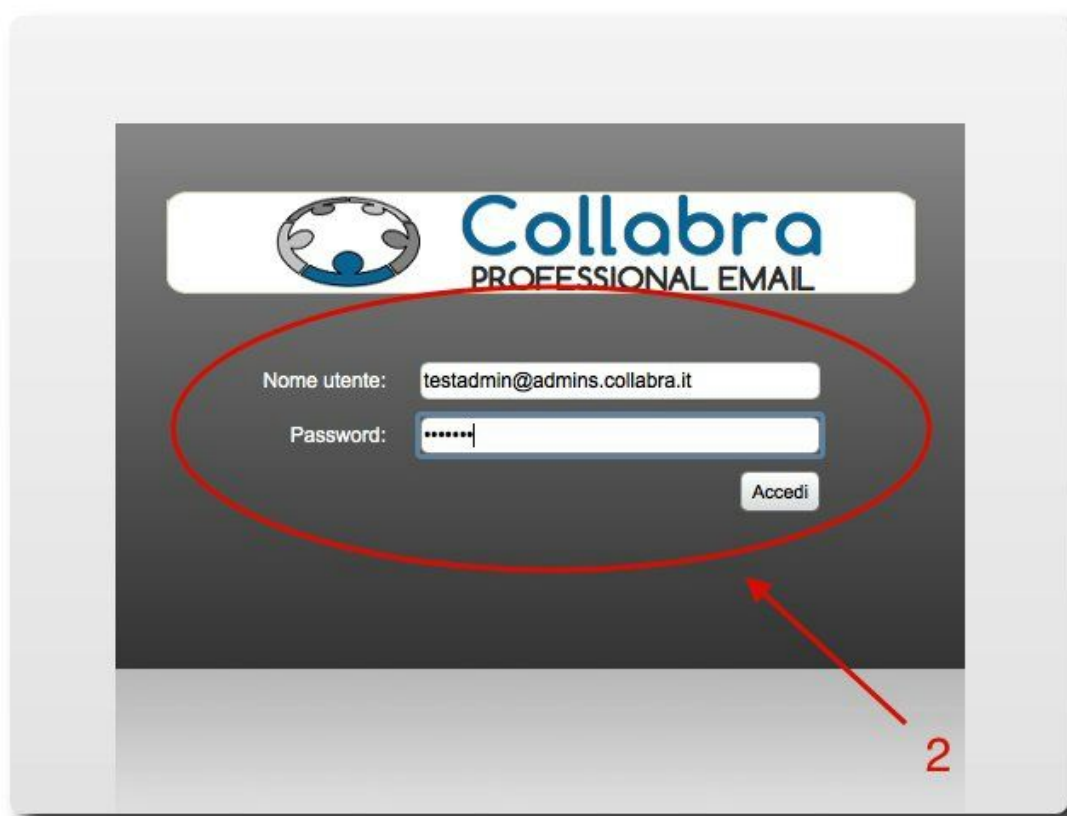 Collabra
PROFESSIONAL EMAIL
Nome utente: testadmin@admins.collabra.it
Password: •••••••
Accedi
2